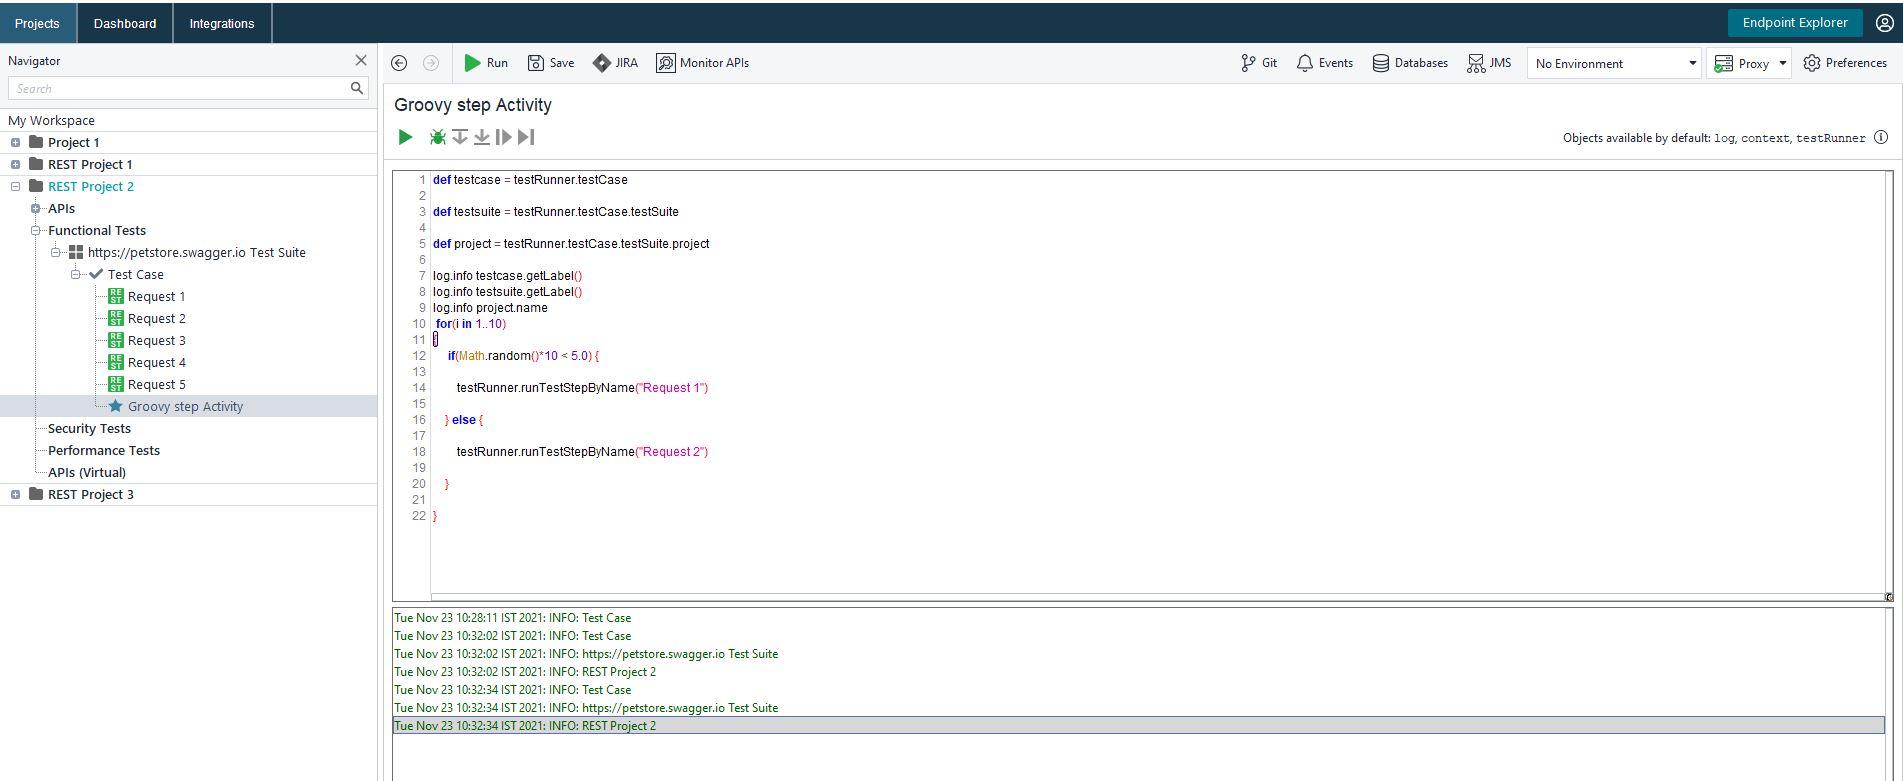 Projects Dashboard Integrations Endpoint Explorer
Navigator
Search
My Workspace
Project 1
REST Project 1
REST Project 2
APIs
Functional Tests
https://petstore.swagger.io Test Suite
Test Case
REST Request 1
REST Request 2
REST Request 3
REST Request 4
REST Request 5
Groovy step Activity
Security Tests
Performance Tests
APIs (Virtual)
REST Project 3
Run Save JIRA Monitor APIs Git Events Databases JMS No Environment Proxy Preferences
Groovy step Activity
Objects available by default: log, context, testRunner
1 def testcase = testRunner.testCase
2
3 def testsuite = testRunner.testCase.testSuite
4
5 def project = testRunner.testCase.testSuite.project
6
7 log.info testcase.getLabel()
8 log.info testsuite.getLabel()
9 log.info project.name
10 for(i in 1..10)
11 {
12 if(Math.random()*10 < 5.0) {
13
14 testRunner.runTestStepByName("Request 1")
15
16 } else {
17
18 testRunner.runTestStepByName("Request 2")
19
20 }
21
22 }
Tue Nov 23 10:28:11 IST 2021: INFO: Test Case
Tue Nov 23 10:32:02 IST 2021: INFO: Test Case
Tue Nov 23 10:32:02 IST 2021: INFO: https://petstore.swagger.io Test Suite
Tue Nov 23 10:32:02 IST 2021: INFO: REST Project 2
Tue Nov 23 10:32:34 IST 2021: INFO: Test Case
Tue Nov 23 10:32:34 IST 2021: INFO: https://petstore.swagger.io Test Suite
Tue Nov 23 10:32:34 IST 2021: INFO: REST Project 2